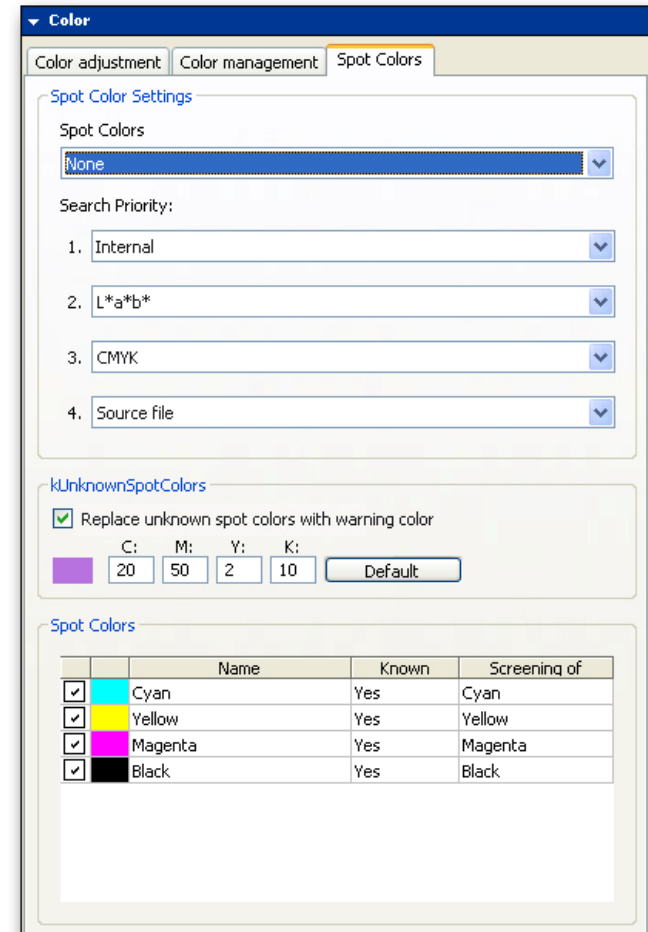 Color
Color adjustment Color management Spot Colors
Spot Color Settings
Spot Colors
None
Search Priority:
1. Internal
2. L*a*b*
3. CMYK
4. Source file
kUnknownSpotColors
Replace unknown spot colors with warning color
C: M: Y: K:
20 50 2 10 Default
Spot Colors
Name Known Screening of
Cyan Yes Cyan
Yellow Yes Yellow
Magenta Yes Magenta
Black Yes Black